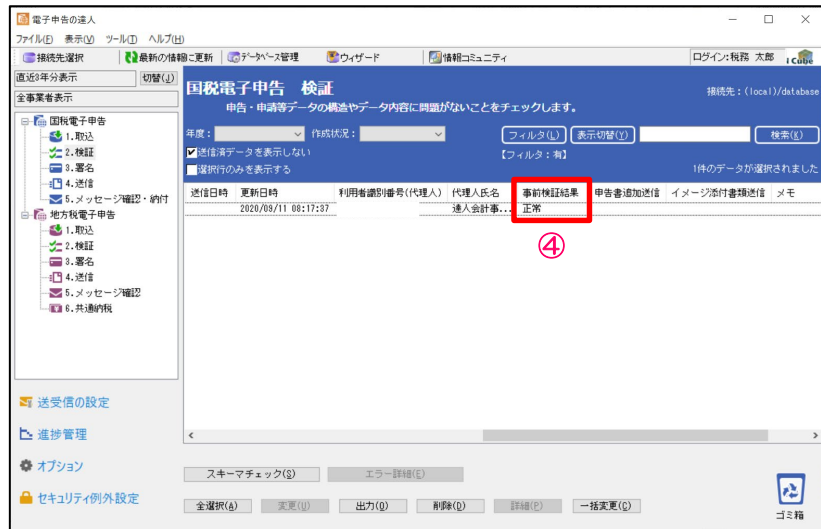 電子申告の達人
ファイル(F) 表示(V) ツール(T) ヘルプ(H)
接続先選択 最新の情報に更新 データベース管理 ウィザード 情報コミュニティ ログイン:税務 太郎 i cube
直近3年分表示 切替(J)
全事業者表示
国税電子申告
1.取込
2.検証
3.署名
4.送信
5.メッセージ確認・納付
地方税電子申告
1.取込
2.検証
3.署名
4.送信
5.メッセージ確認
6.共通納税
送受信の設定
進捗管理
オプション
セキュリティ例外設定
国税電子申告 検証
申告・申請等データの構造やデータ内容に問題がないことをチェックします。
接続先:(local)/database
年度: 作成状況: フィルタ(L) 表示切替(Y) 検索(K)
送信済データを表示しない 【フィルタ:有】
選択行のみを表示する 1件のデータが選択されました
送信日時 更新日時 利用者識別番号(代理人) 代理人氏名 事前検証結果 申告書追加送信 イメージ添付書類送信 メモ
2020/09/11 08:17:37 達人会計事... 正常
④
スキーマチェック(S) エラー詳細(E)
全選択(A) 変更(U) 出力(O) 削除(D) 詳細(P) 一括変更(C)
ゴミ箱